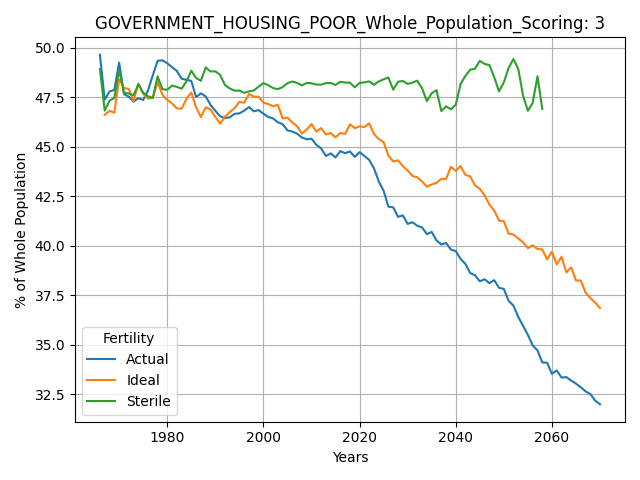 GOVERNMENT_HOUSING_POOR_Whole_Population_Scoring: 3
50.0
47.5
45.0
42.5
40.0
37.5
35.0
32.5
% of Whole Population
Fertility
Actual
Ideal
Sterile
1980
2000
2020
2040
2060
Years